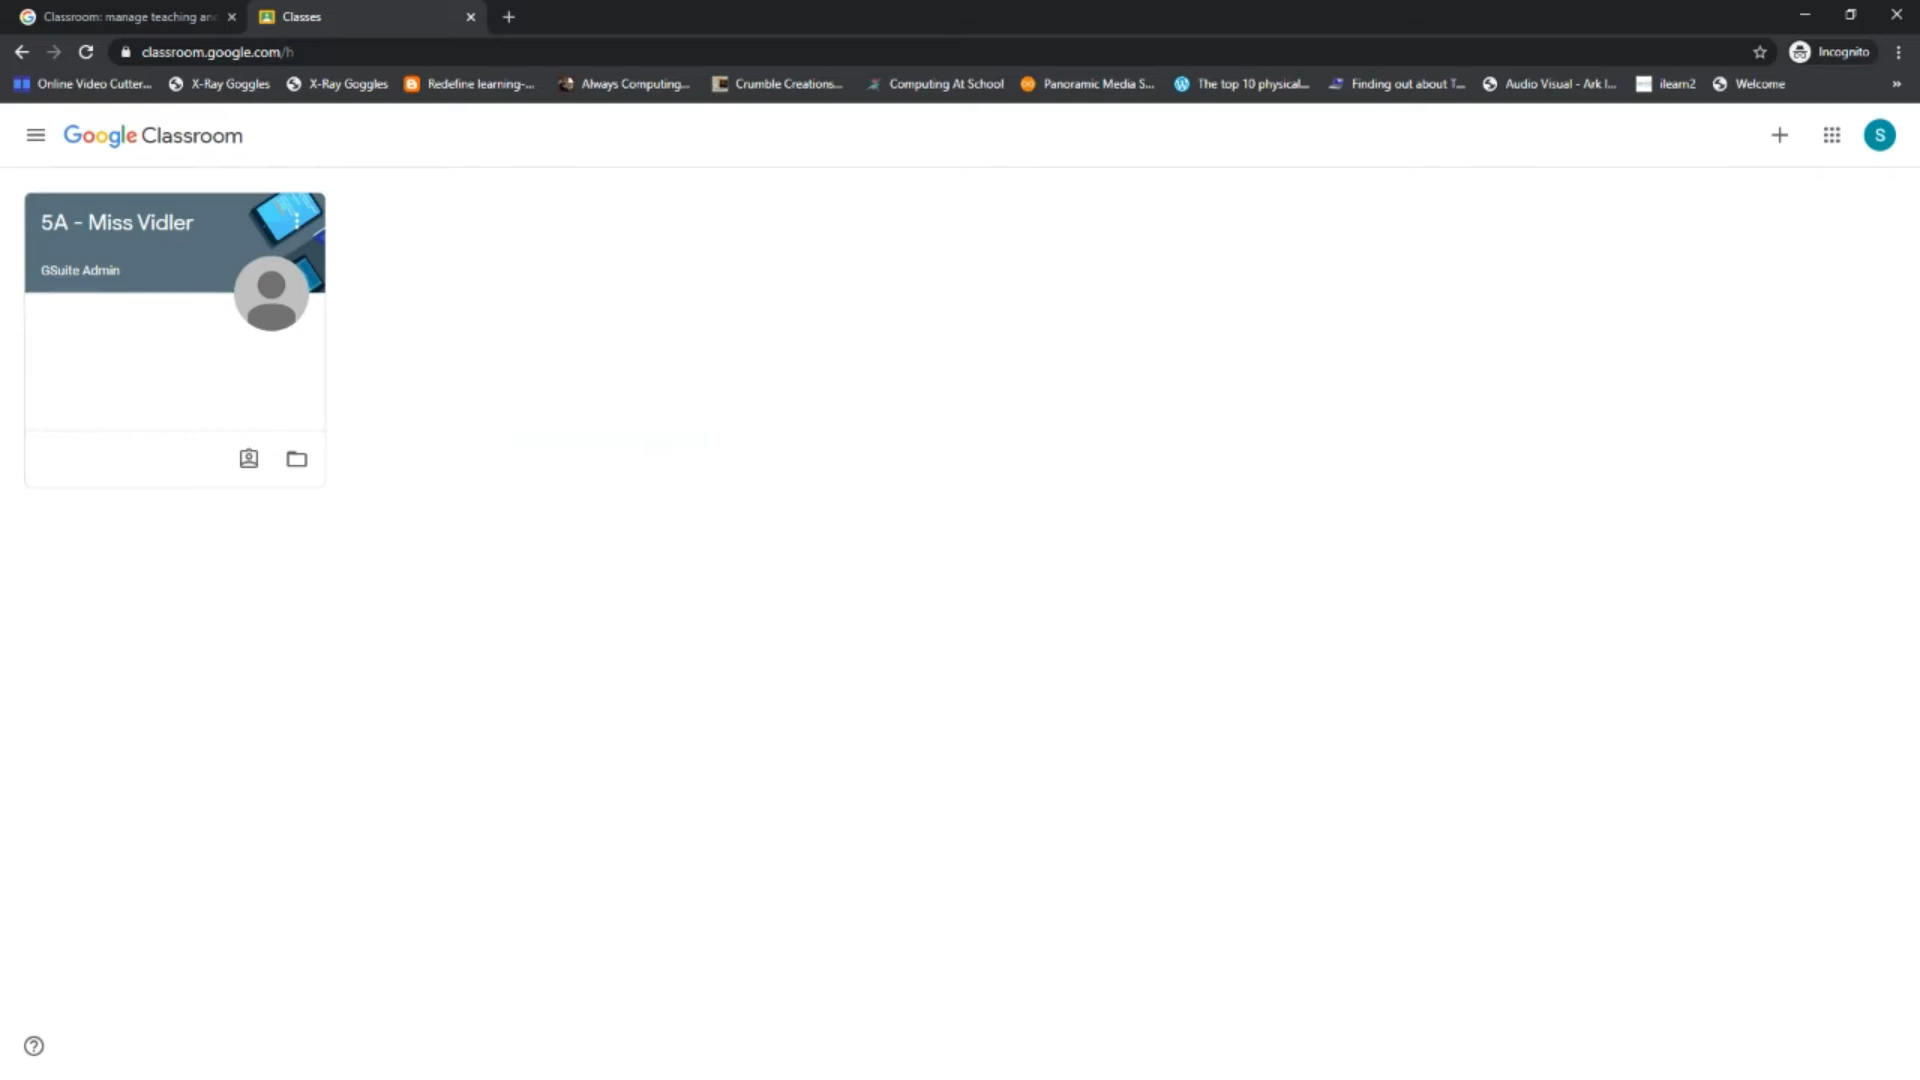 Classroom: manage teaching an
Classes
classroom.google.com/h
Incognito
Online Video Cutter...
X-Ray Goggles
X-Ray Goggles
Redefine learning-...
Always Computing...
Crumble Creations...
Computing At School
Panoramic Media S...
The top 10 physical...
Finding out about T...
Audio Visual - Ark I...
ilearn2
Welcome
»
Google Classroom
S
5A - Miss Vidler
GSuite Admin